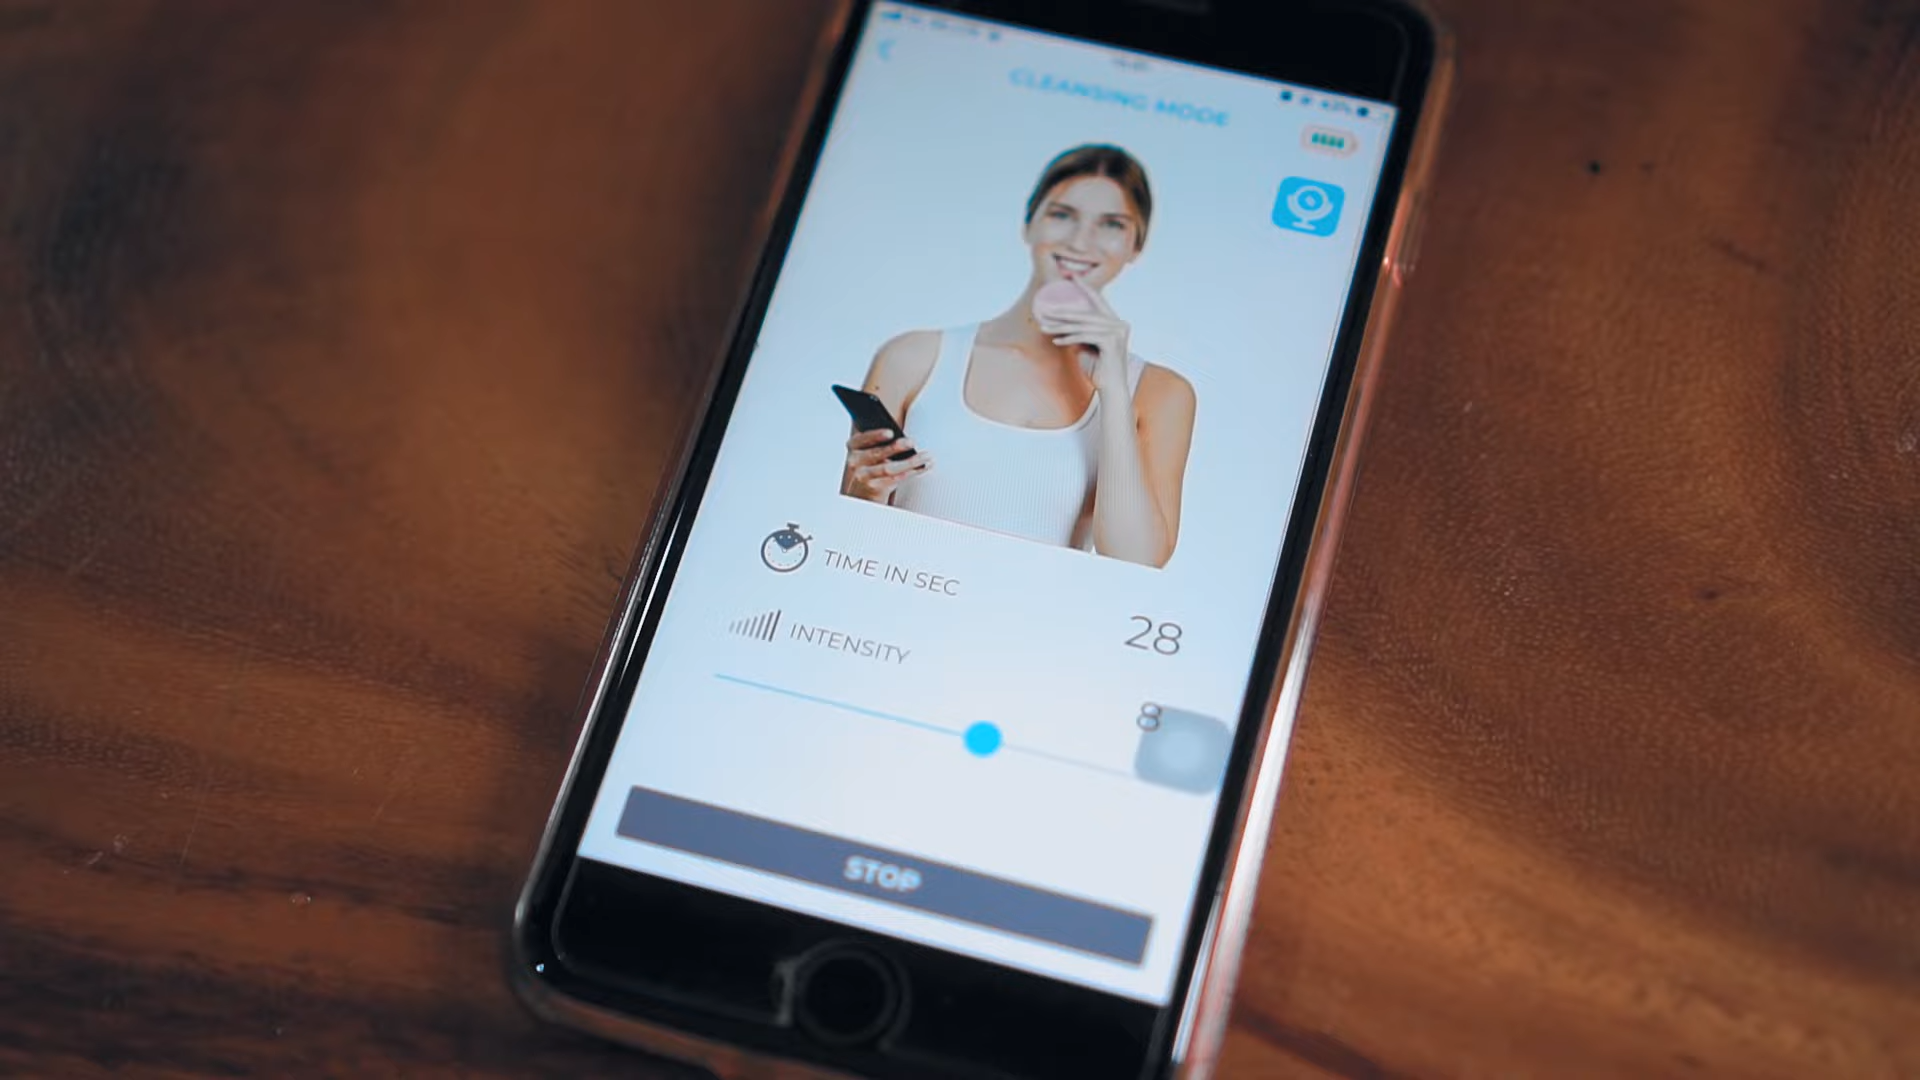 CLEANSING MODE
TIME IN SEC
28
INTENSITY
8
STOP